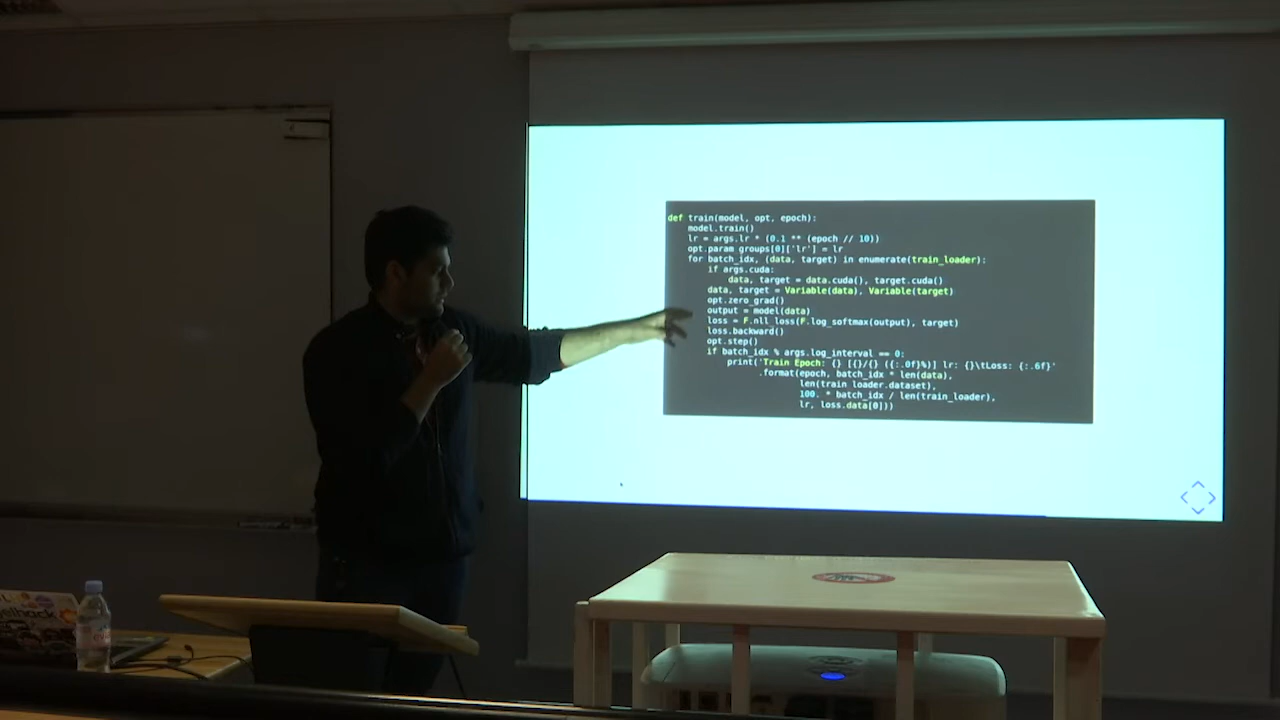 def train(model, opt, epoch):
model.train()
lr = args.lr * (0.1 ** (epoch // 10))
opt.param_groups[0]['lr'] = lr
for batch_idx, (data, target) in enumerate(train_loader):
if args.cuda:
data, target = data.cuda(), target.cuda()
data, target = Variable(data), Variable(target)
opt.zero_grad()
output = model(data)
loss = F.nll_loss(F.log_softmax(output), target)
loss.backward()
opt.step()
if batch_idx % args.log_interval == 0:
print('Train Epoch: {} [{}/{} ({:.0f}%)] lr: {}\tLoss: {:.6f}'
.format(epoch, batch_idx * len(data),
len(train_loader.dataset),
100. * batch_idx / len(train_loader),
lr, loss.data[0]))